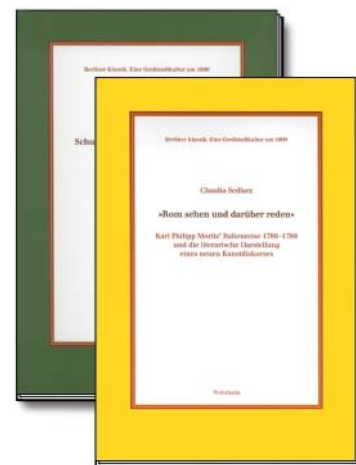 Berliner Klassik. Eine Großstadtkultur um 1800
Schu
Berliner Klassik. Eine Großstadtkultur um 1800
Claudia Sedlarz
»Rom sehen und darüber reden«
Karl Philipp Moritz' Italienreise 1786–1788
und die literarische Darstellung
eines neuen Kunstdiskurses
Wehrhahn